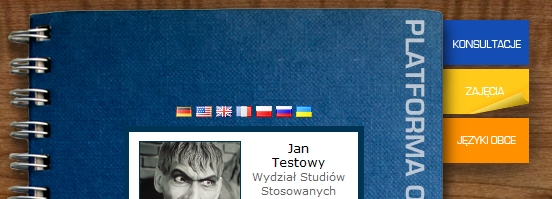 PLATFORMA O
KONSULTACJE
ZAJĘCIA
JĘZYKI OBCE
Jan
Testowy
Wydział Studiów
Stosowanych